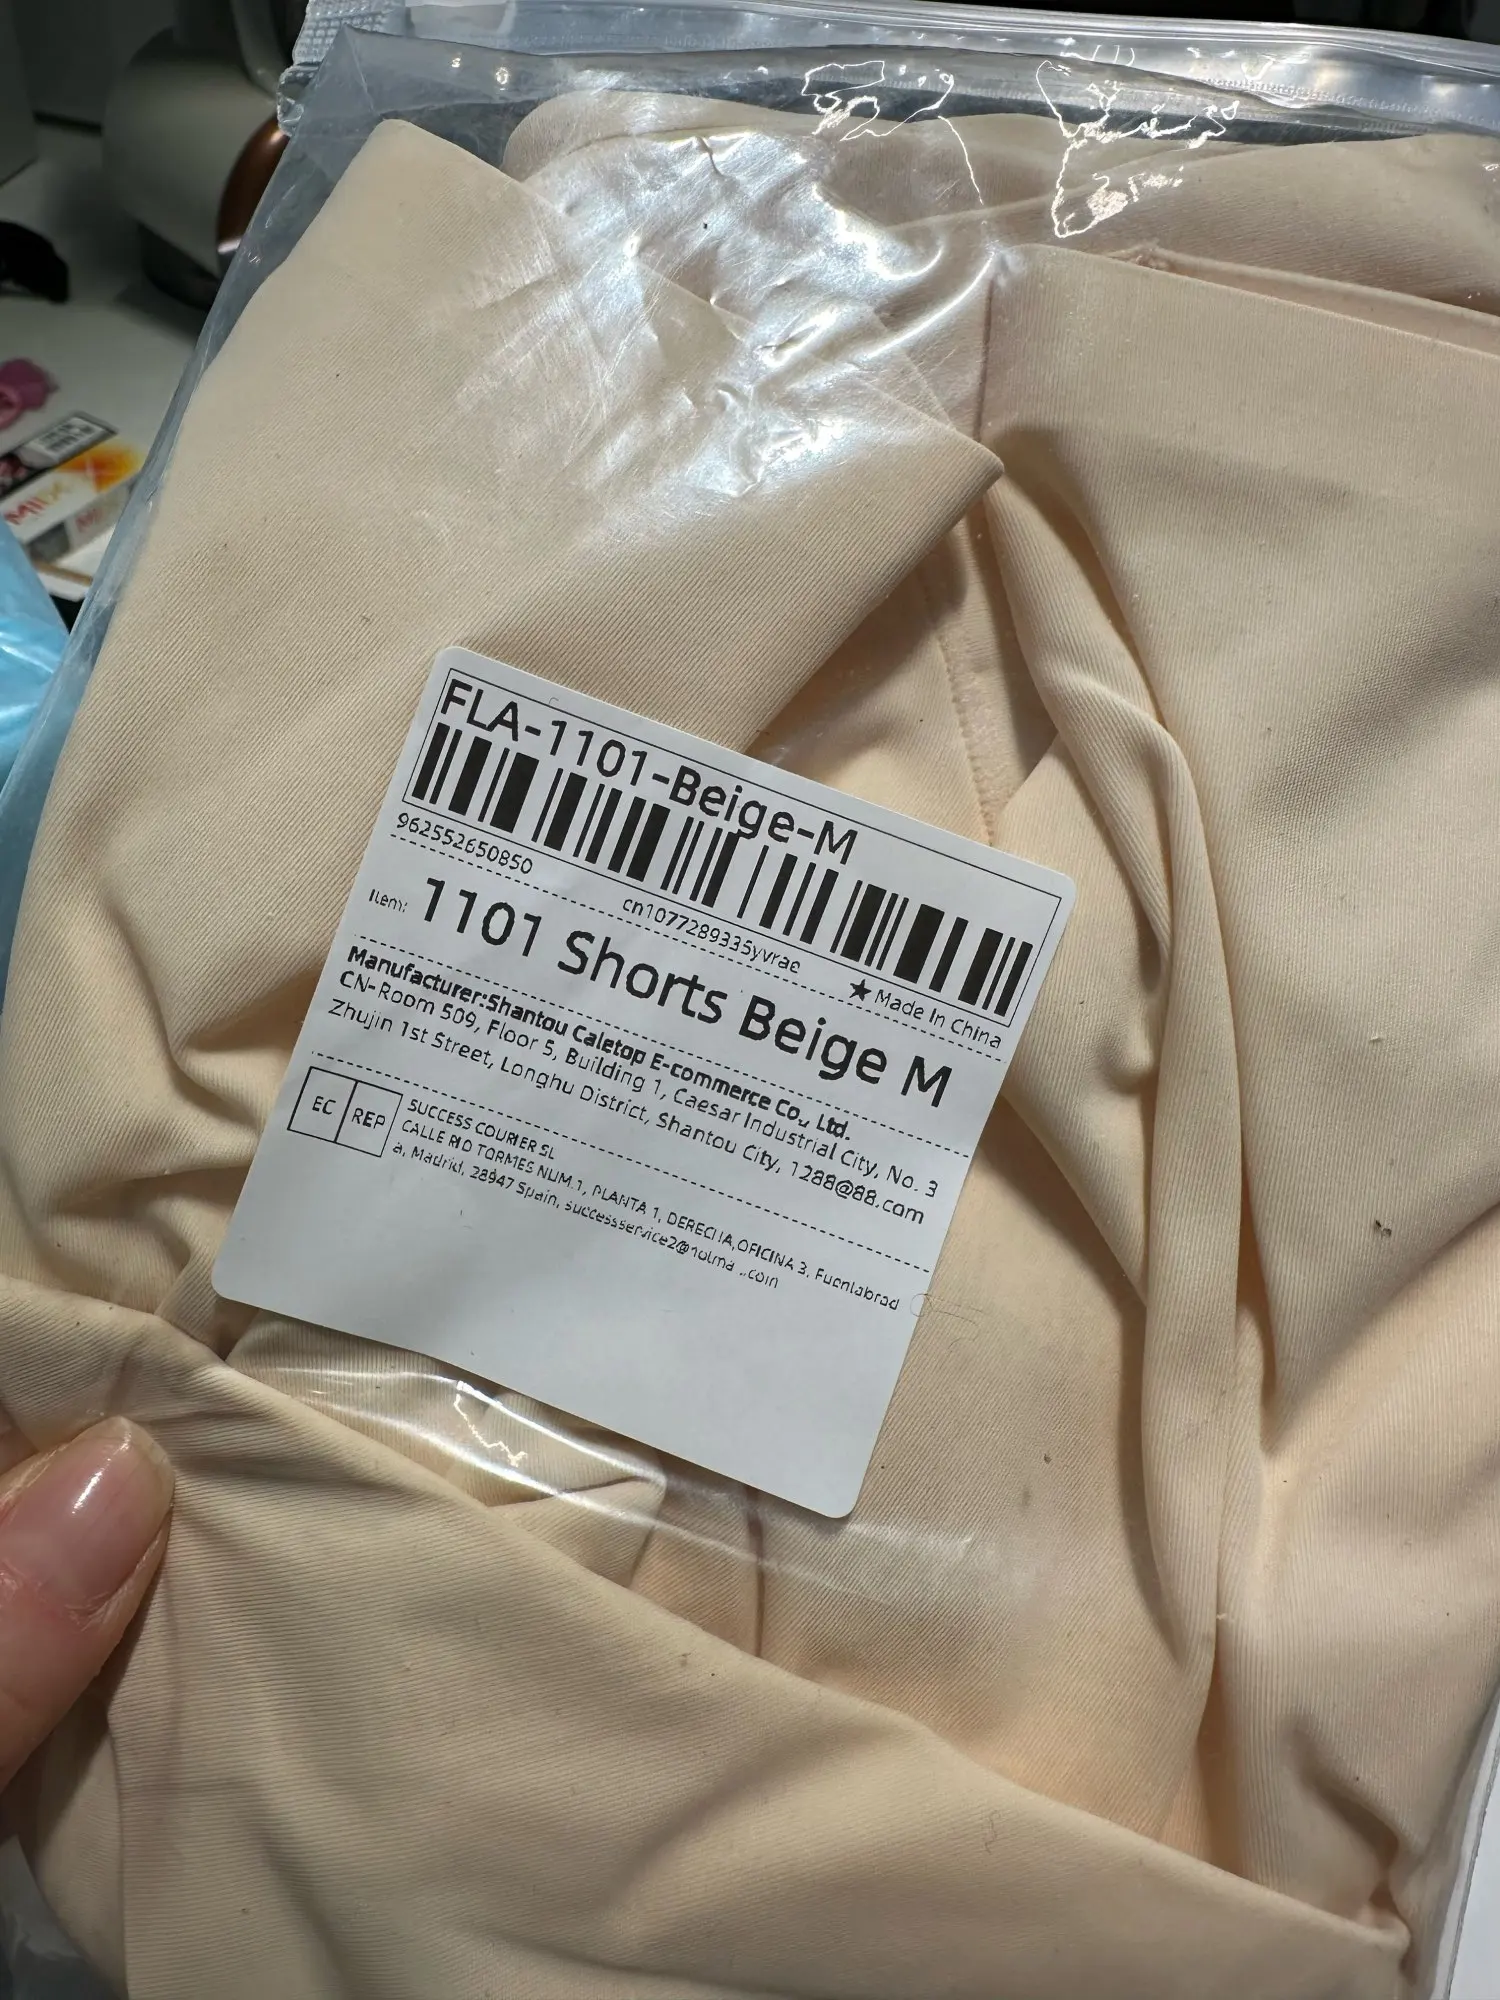 FLA-1101-Beige-M
962552650850
cn1077289335yvrae
★Made In China
Item: 1101 Shorts Beige M
Manufacturer:Shantou Caletop E-commerce Co., Ltd.
CN-Room 509, Floor 5, Building 1, Caesar Industrial City, No. 3
Zhujin 1st Street, Longhu District, Shantou City, 1288@88.com
EC REP
SUCCESS COURIER SL
CALLE RIO TORMES NUM.1, PLANTA 1, DERECHA,OFICINA 3, Fuenlabrad
a, Madrid, 28947 Spain,